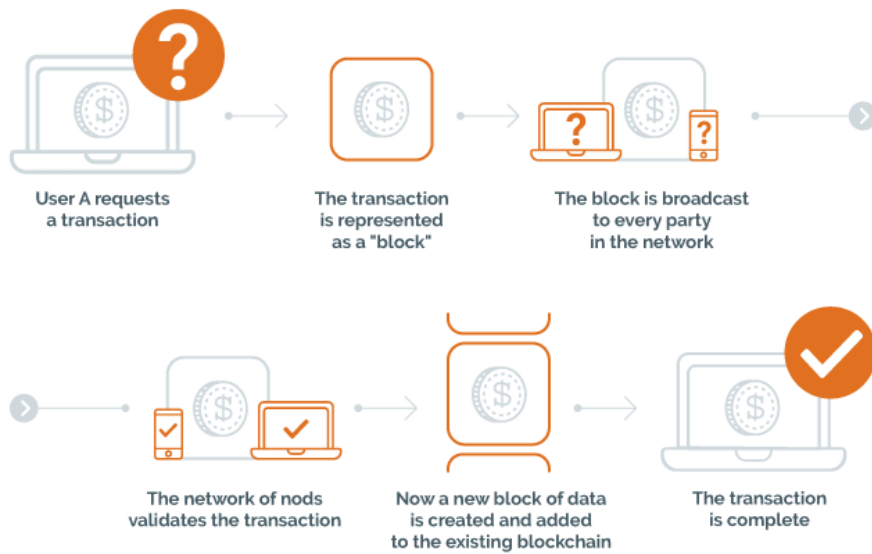 User A requests
a transaction
The transaction
is represented
as a "block"
The block is broadcast
to every party
in the network
The network of nods
validates the transaction
Now a new block of data
is created and added
to the existing blockchain
The transaction
is complete